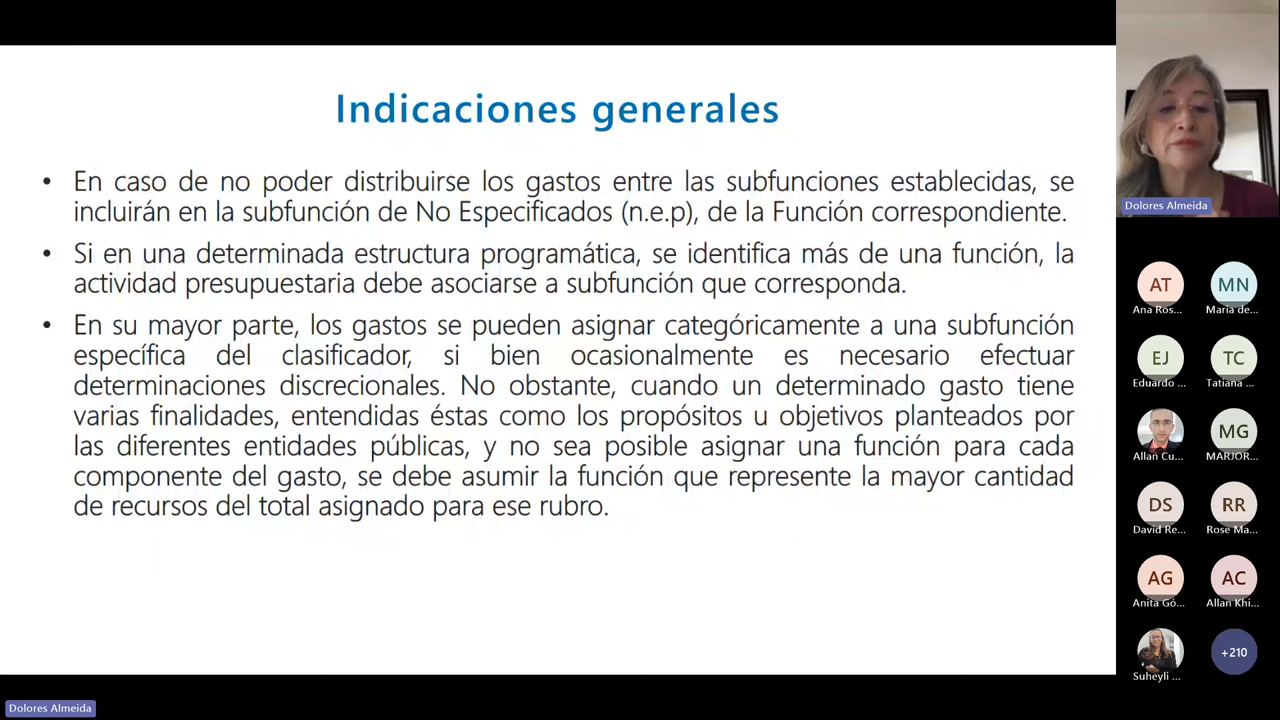 Indicaciones generales
• En caso de no poder distribuirse los gastos entre las subfunciones establecidas, se
incluirán en la subfunción de No Especificados (n.e.p), de la Función correspondiente.
• Si en una determinada estructura programática, se identifica más de una función, la
actividad presupuestaria debe asociarse a subfunción que corresponda.
• En su mayor parte, los gastos se pueden asignar categóricamente a una subfunción
específica del clasificador, si bien ocasionalmente es necesario efectuar
determinaciones discrecionales. No obstante, cuando un determinado gasto tiene
varias finalidades, entendidas éstas como los propósitos u objetivos planteados por
las diferentes entidades públicas, y no sea posible asignar una función para cada
componente del gasto, se debe asumir la función que represente la mayor cantidad
de recursos del total asignado para ese rubro.
Dolores Almeida
AT
MN
Ana Ros...
Maria de...
EJ
TC
Eduardo ...
Tatiana ...
MG
Allan Cu...
MARJOR...
DS
RR
David Re...
Rose Ma...
AG
AC
Anita Gó...
Allan Khi...
+210
Suheyli ...
Dolores Almeida